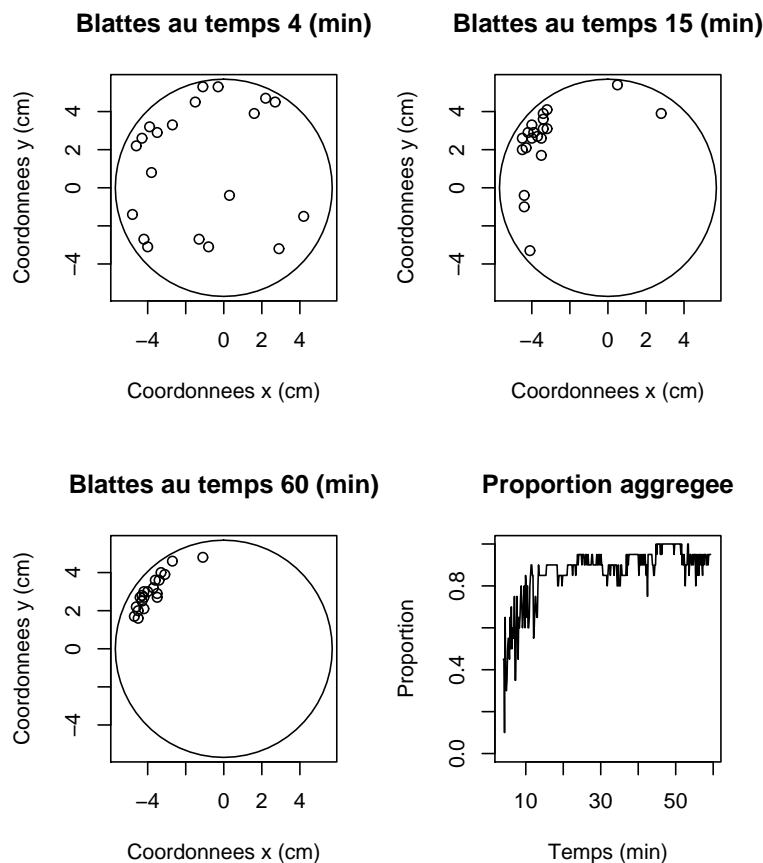 Blattes au temps 4 (min)
Coordonnees y (cm)
4
2
0
−4
−4
0
2
4
Coordonnees x (cm)
Blattes au temps 15 (min)
Coordonnees y (cm)
4
2
0
−4
−4
0
2
4
Coordonnees x (cm)
Blattes au temps 60 (min)
Coordonnees y (cm)
4
2
0
−4
−4
0
2
4
Coordonnees x (cm)
Proportion aggregee
Proportion
0.8
0.4
0.0
10
30
50
Temps (min)